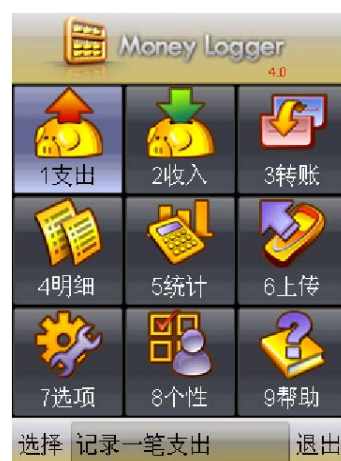 Money Logger
4.0
1支出 2收入 3转账
4明细 5统计 6上传
7选项 8个性 9帮助
选择 记录一笔支出 退出